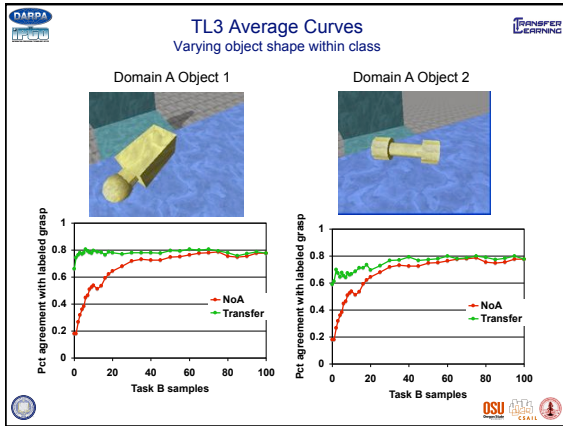 DARPA
IPTO
TL3 Average Curves
Varying object shape within class
TRANSFER
LEARNING
Domain A Object 1
Domain A Object 2
Pct agreement with labeled grasp
1
0.8
0.6
0.4
0.2
0
NoA
Transfer
0 20 40 60 80 100
Task B samples
Pct agreement with labeled grasp
1
0.8
0.6
0.4
0.2
0
NoA
Transfer
0 20 40 60 80 100
Task B samples
OSU
Oregon State
CSAIL